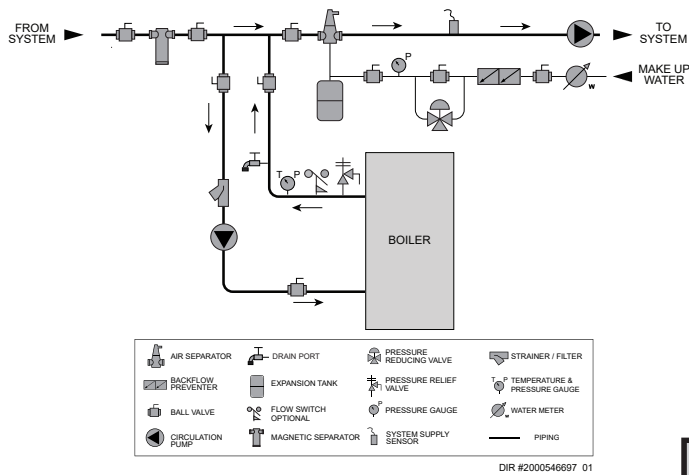 FROM
SYSTEM
TO
SYSTEM
P
MAKE UP
WATER
W
T P
BOILER
AIR SEPARATOR
DRAIN PORT
PRESSURE
REDUCING VALVE
STRAINER / FILTER
BACKFLOW
PREVENTER
EXPANSION TANK
PRESSURE RELIEF
VALVE
T P
TEMPERATURE &
PRESSURE GAUGE
BALL VALVE
FLOW SWITCH
OPTIONAL
P
PRESSURE GAUGE
W
WATER METER
CIRCULATION
PUMP
MAGNETIC SEPARATOR
SYSTEM SUPPLY
SENSOR
PIPING
DIR #2000546697 01